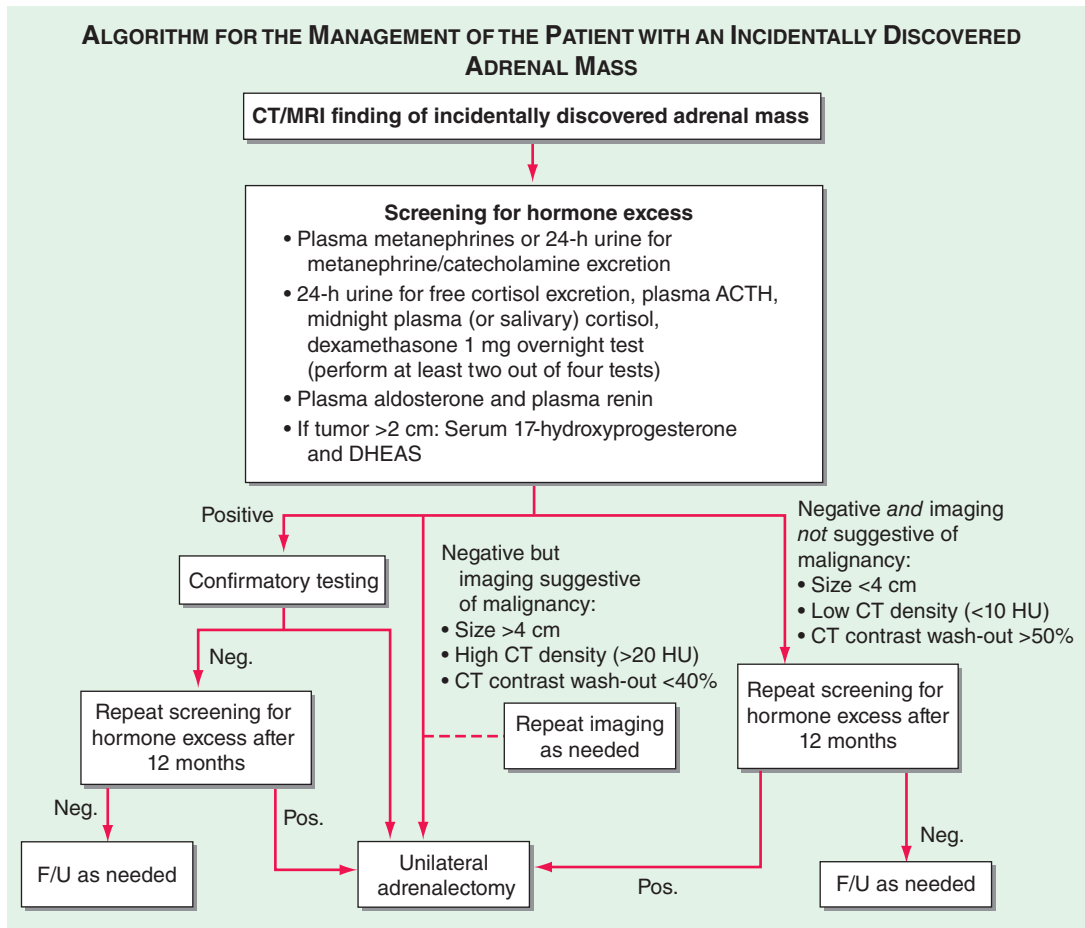 ALGORITHM FOR THE MANAGEMENT OF THE PATIENT WITH AN INCIDENTALLY DISCOVERED
ADRENAL MASS
CT/MRI finding of incidentally discovered adrenal mass
Screening for hormone excess
• Plasma metanephrines or 24-h urine for
metanephrine/catecholamine excretion
• 24-h urine for free cortisol excretion, plasma ACTH,
midnight plasma (or salivary) cortisol,
dexamethasone 1 mg overnight test
(perform at least two out of four tests)
• Plasma aldosterone and plasma renin
• If tumor >2 cm: Serum 17-hydroxyprogesterone
and DHEAS
Positive
Confirmatory testing
Neg.
Repeat screening for
hormone excess after
12 months
Neg.
Pos.
F/U as needed
Negative but
imaging suggestive
of malignancy:
• Size >4 cm
• High CT density (>20 HU)
• CT contrast wash-out <40%
Repeat imaging
as needed
Unilateral
adrenalectomy
Negative and imaging
not suggestive of
malignancy:
• Size <4 cm
• Low CT density (<10 HU)
• CT contrast wash-out >50%
Repeat screening for
hormone excess after
12 months
Pos.
Neg.
F/U as needed